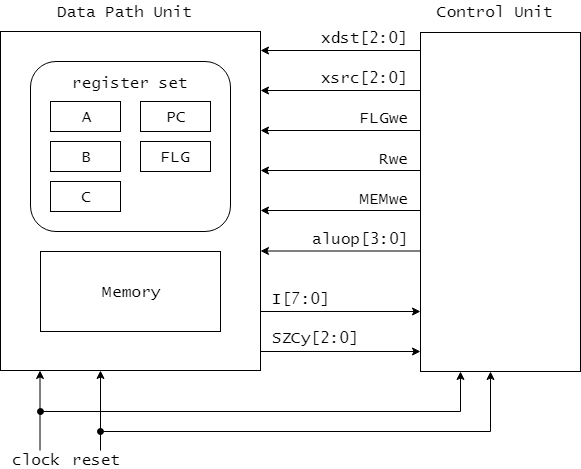 Data Path Unit
Control Unit
xdst[2:0]
xsrc[2:0]
FLGwe
Rwe
MEMwe
aluop[3:0]
I[7:0]
SZCy[2:0]
register set
A
PC
B
FLG
C
Memory
clock
reset